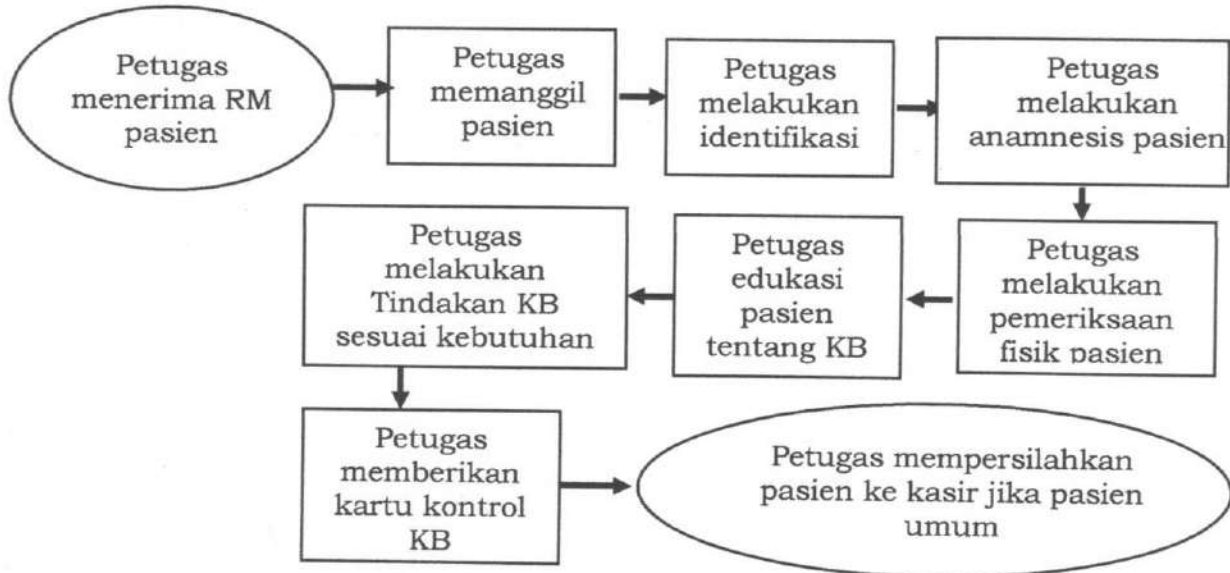 Petugas
menerima RM
pasien
Petugas
memanggil
pasien
Petugas
melakukan
identifikasi
Petugas
melakukan
anamnesis pasien
Petugas
melakukan
pemeriksaan
fisik pasien
Petugas
edukasi
pasien
tentang KB
Petugas
melakukan
Tindakan KB
sesuai kebutuhan
Petugas
memberikan
kartu kontrol
KB
Petugas mempersilahkan
pasien ke kasir jika pasien
umum